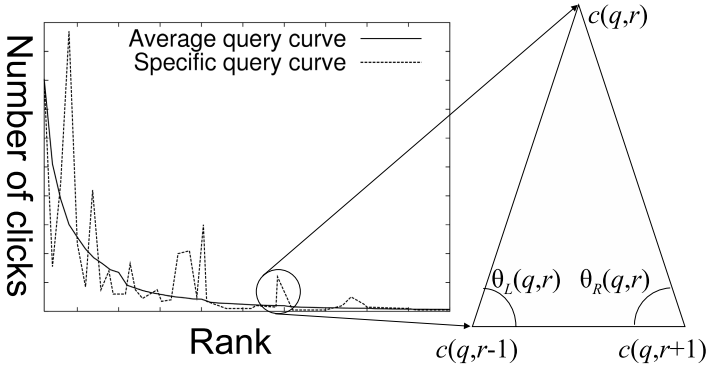 Average query curve
Specific query curve
Number of clicks
Rank
c(q,r)
θL(q,r)
θR(q,r)
c(q,r-1)
c(q,r+1)